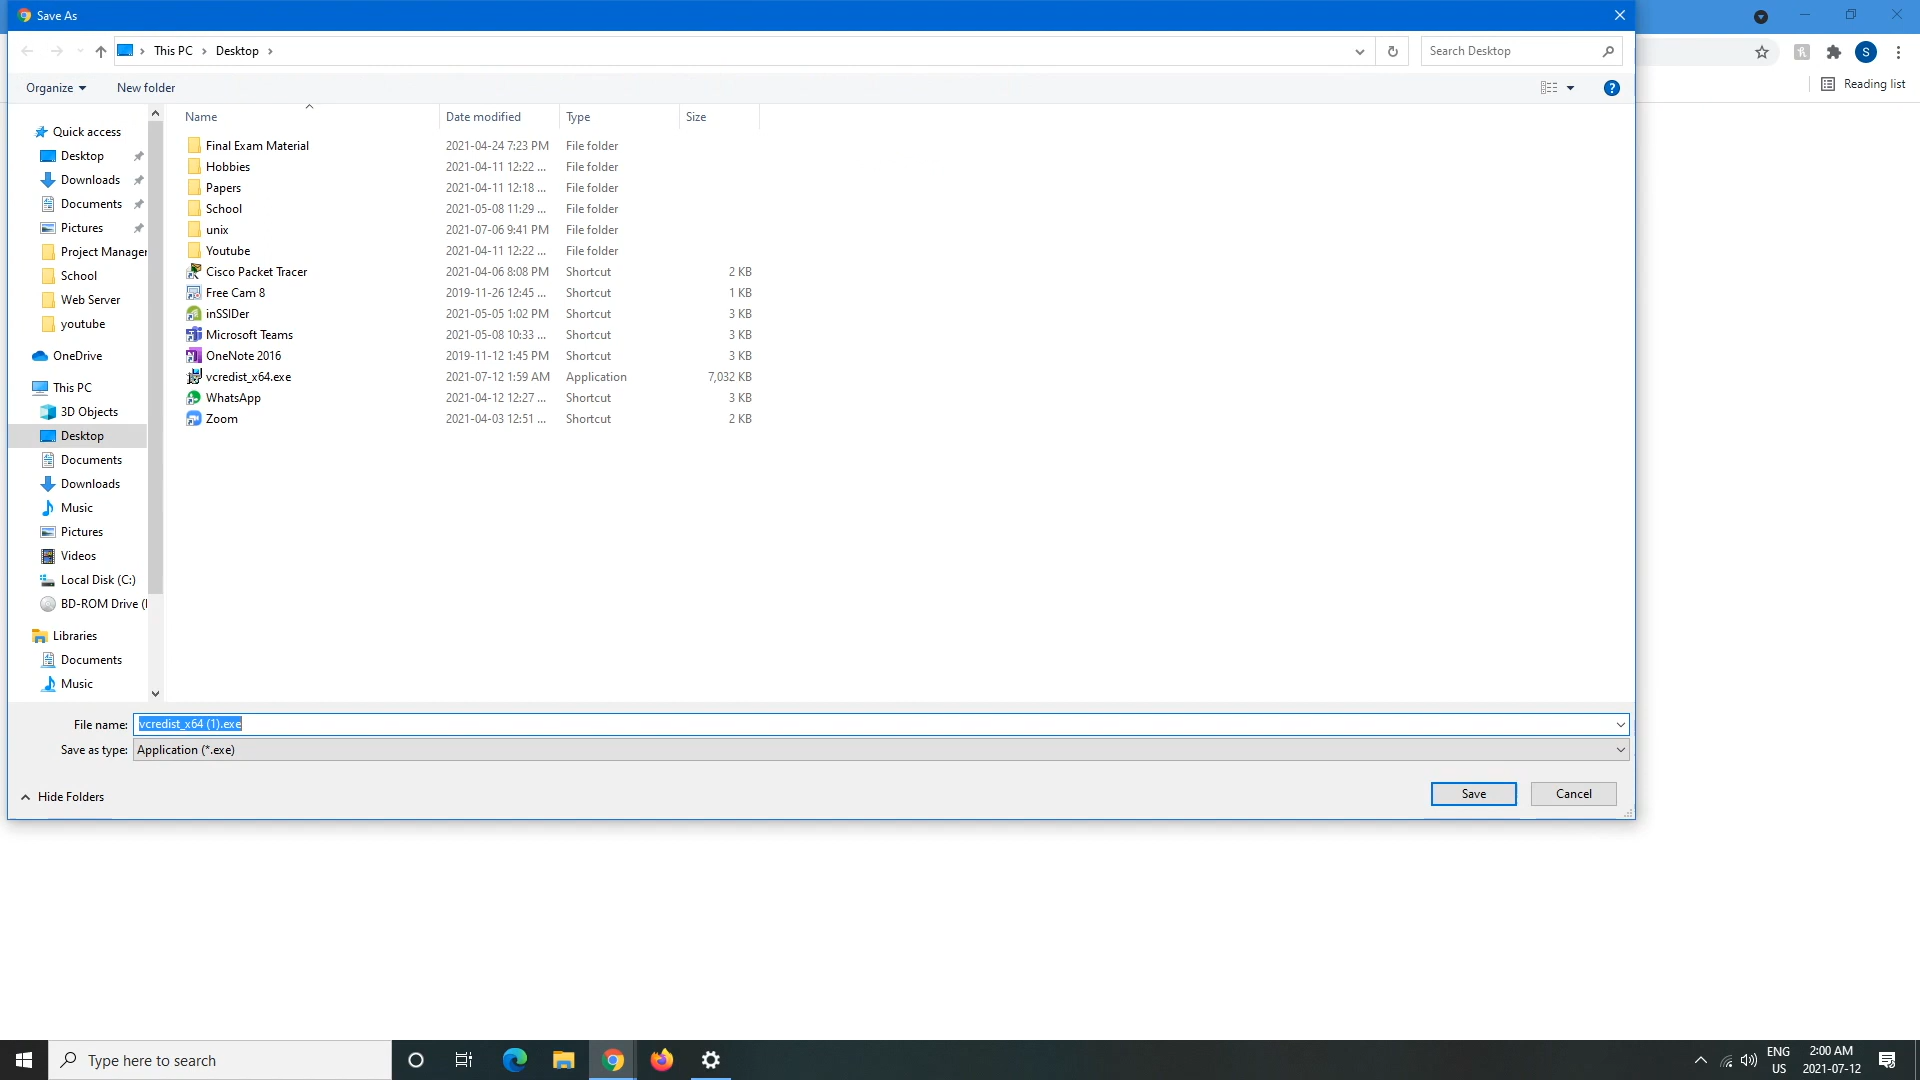 Save As
This PC
Desktop
Search Desktop
Reading list
Organize
New folder
Name
Date modified
Type
Size
Quick access
Desktop
Downloads
Documents
Pictures
Project Manager
School
Web Server
youtube
OneDrive
This PC
3D Objects
Desktop
Documents
Downloads
Music
Pictures
Videos
Local Disk (C:)
BD-ROM Drive (
Libraries
Documents
Music
Final Exam Material 2021-04-24 7:23 PM File folder
Hobbies 2021-04-11 12:22 ... File folder
Papers 2021-04-11 12:18 ... File folder
School 2021-05-08 11:29 ... File folder
unix 2021-07-06 9:41 PM File folder
Youtube 2021-04-11 12:22 ... File folder
Cisco Packet Tracer 2021-04-06 8:08 PM Shortcut 2 KB
Free Cam 8 2019-11-26 12:45 ... Shortcut 1 KB
inSSIDer 2021-05-05 1:02 PM Shortcut 3 KB
Microsoft Teams 2021-05-08 10:33 ... Shortcut 3 KB
OneNote 2016 2019-11-12 1:45 PM Shortcut 3 KB
vcredist_x64.exe 2021-07-12 1:59 AM Application 7,032 KB
WhatsApp 2021-04-12 12:27 ... Shortcut 3 KB
Zoom 2021-04-03 12:51 ... Shortcut 2 KB
File name: vcredist_x64 (1).exe
Save as type: Application (*.exe)
Hide Folders
Save
Cancel
Type here to search
ENG
US
2:00 AM
2021-07-12
S